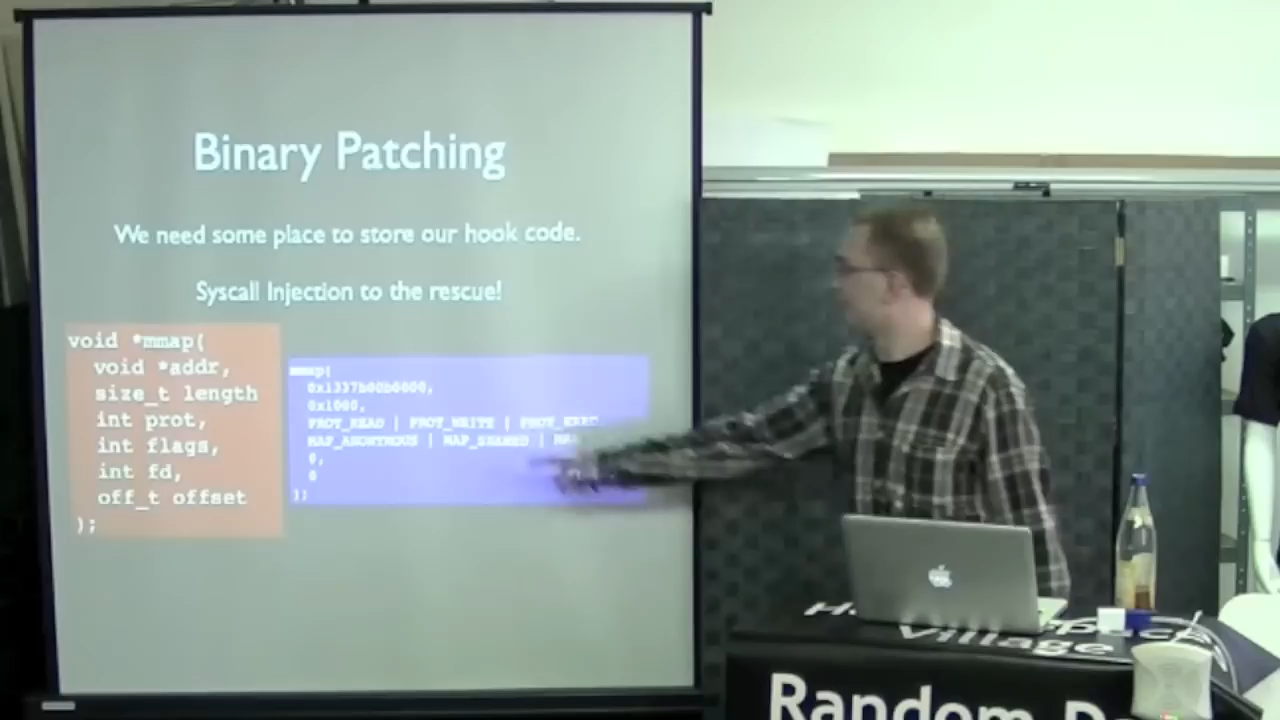 Binary Patching
We need some place to store our hook code.
Syscall Injection to the rescue!
void *mmap(
void *addr,
size_t length
int prot,
int flags,
int fd,
off_t offset
);
mmap(
0x1337b00b0000,
0x1000,
PROT_READ | PROT_WRITE | PROT_EXEC,
MAP_ANONYMOUS | MAP_SHARED |
0,
0
);
Village
Random